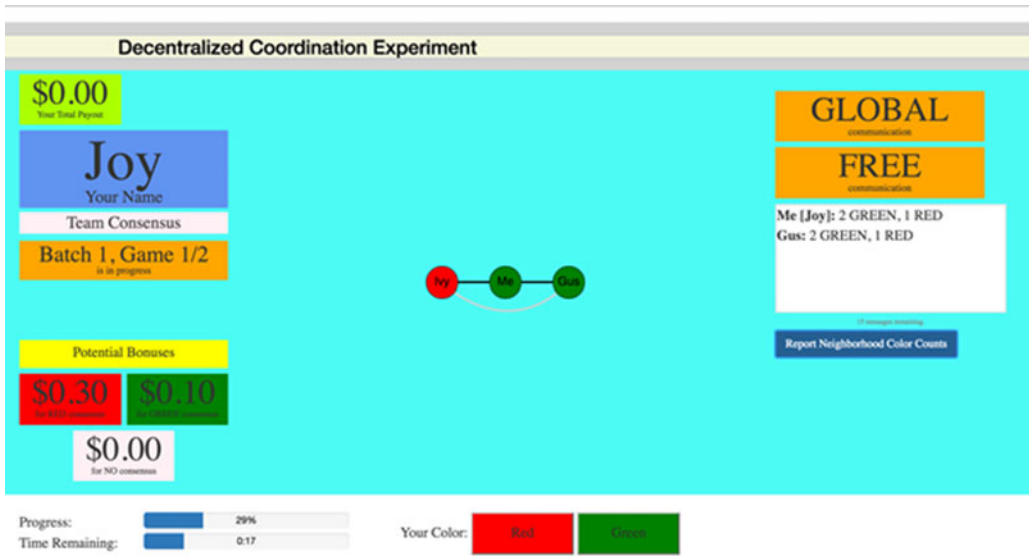 Decentralized Coordination Experiment
$0.00
Your Total Payout
Joy
Your Name
Team Consensus
Batch 1, Game 1/2
is in progress
Potential Bonuses
$0.30
for RED consensus
$0.10
for GREEN consensus
$0.00
for NO consensus
Ivy
Me
Gus
GLOBAL
communication
FREE
communication
Me [Joy]: 2 GREEN, 1 RED
Gus: 2 GREEN, 1 RED
messages remaining
Report Neighborhood Color Counts
Progress: 29%
Time Remaining: 0:17
Your Color: Red Green